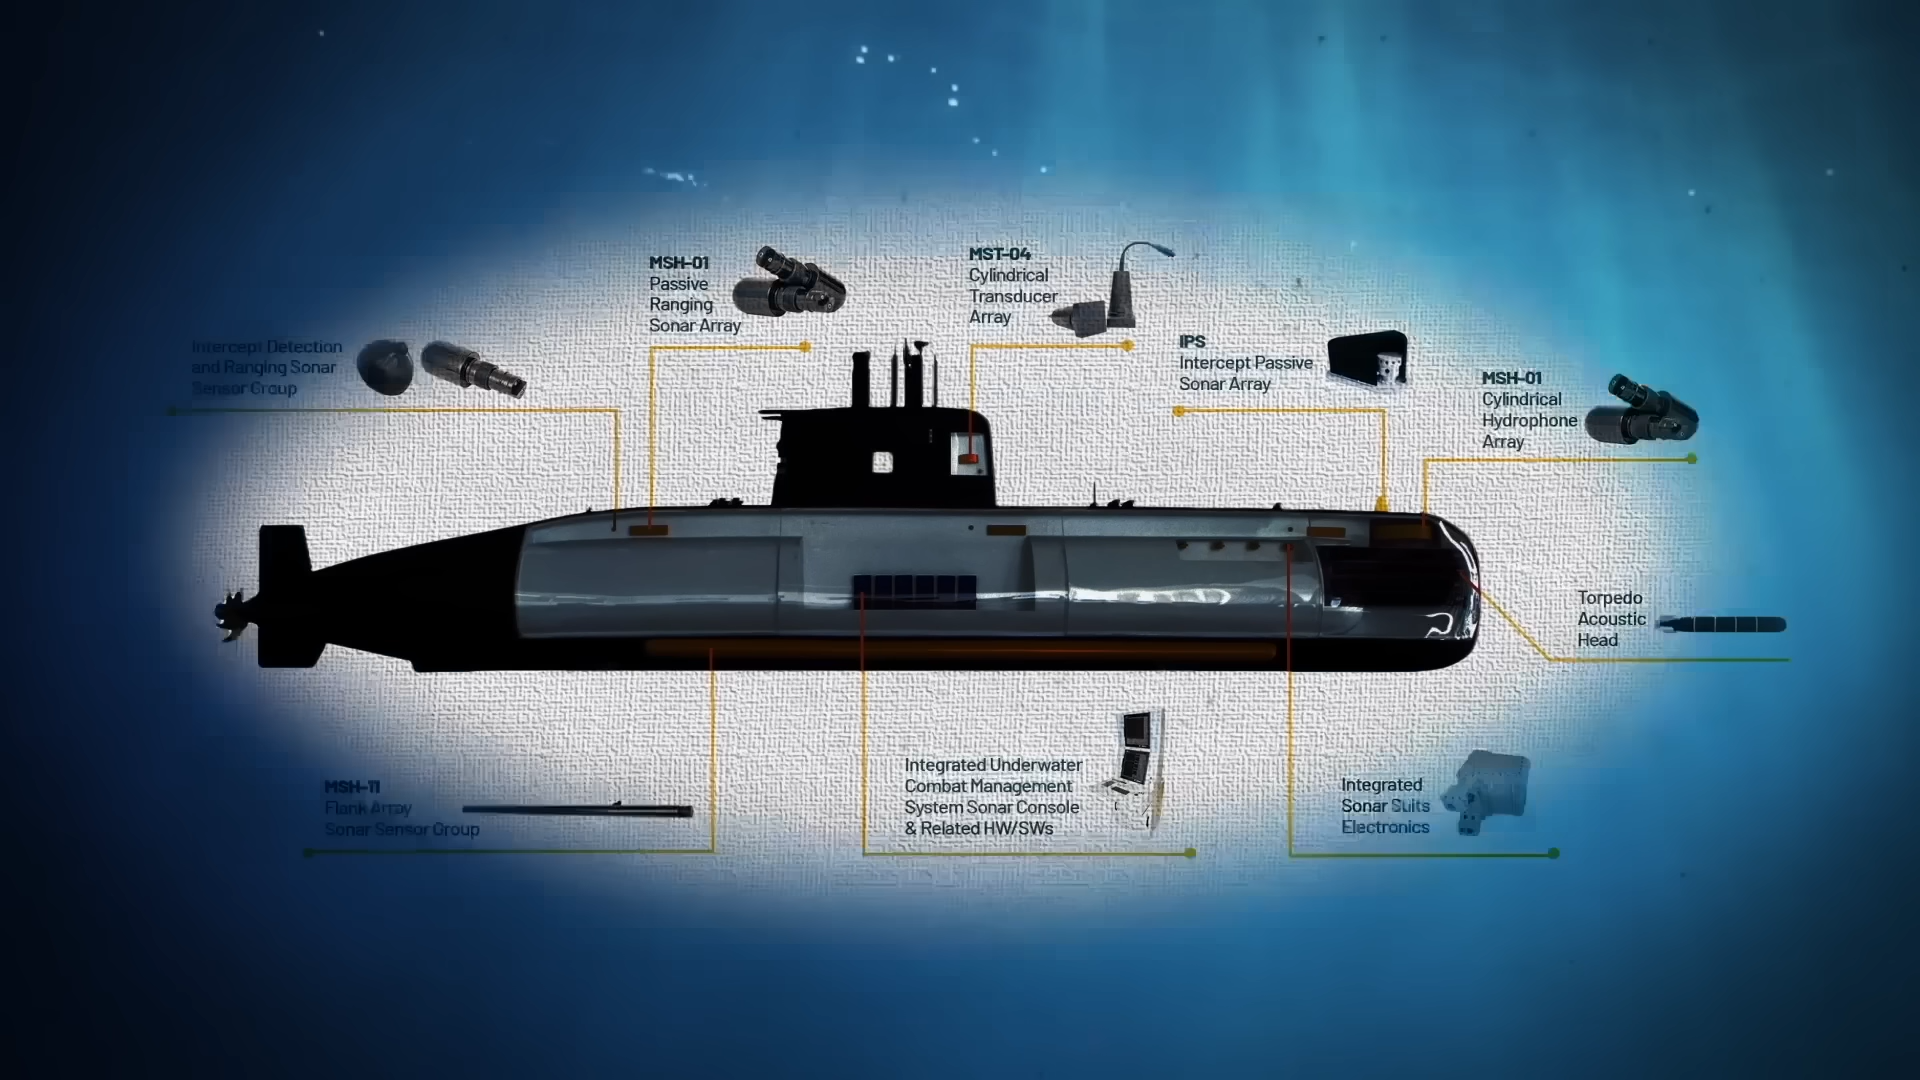 MSH-01
Passive
Ranging
Sonar Array
MST-04
Cylindrical
Transducer
Array
Intercept Detection
and Ranging Sonar
Sensor Group
IPS
Intercept Passive
Sonar Array
MSH-01
Cylindrical
Hydrophone
Array
Torpedo
Acoustic
Head
MSH-11
Flank Array
Sonar Sensor Group
Integrated Underwater
Combat Management
System Sonar Console
& Related HW/SWs
Integrated
Sonar Suits
Electronics